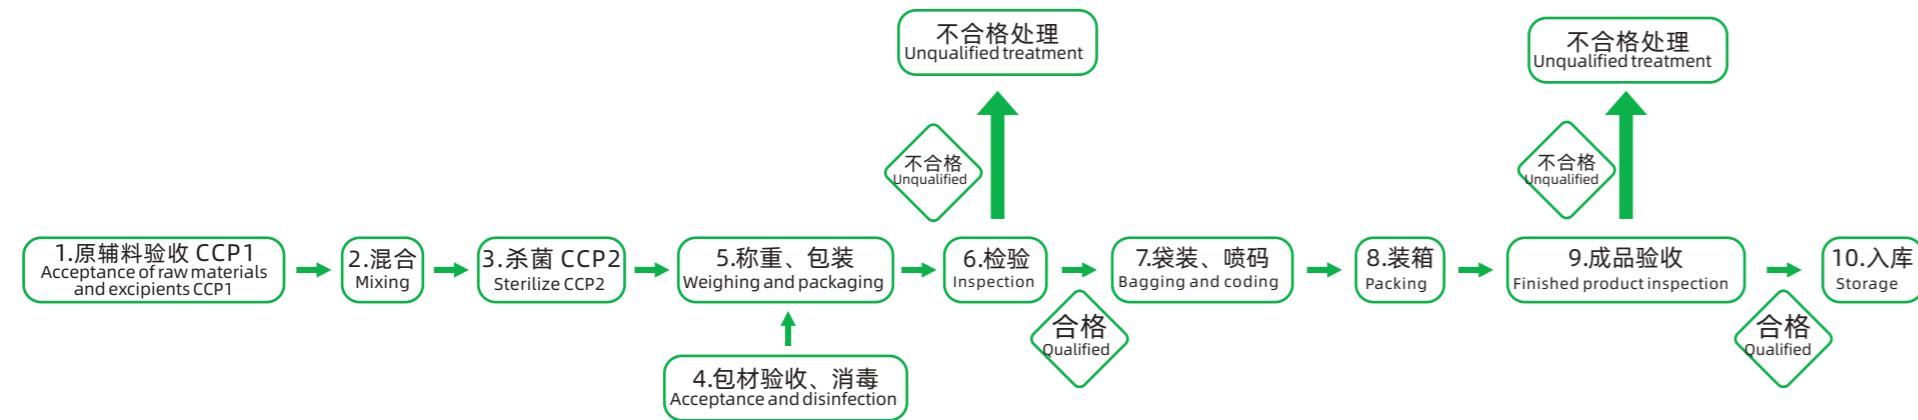 不合格处理
Unqualified treatment
不合格处理
Unqualified treatment
不合格
Unqualified
不合格
Unqualified
1.原辅料验收 CCP1
Acceptance of raw materials
and excipients CCP1
2.混合
Mixing
3.杀菌 CCP2
Sterilize CCP2
5.称重、包装
Weighing and packaging
6.检验
Inspection
7.袋装、喷码
Bagging and coding
8.装箱
Packing
9.成品验收
Finished product inspection
10.入库
Storage
合格
Qualified
合格
Qualified
4.包材验收、消毒
Acceptance and disinfection